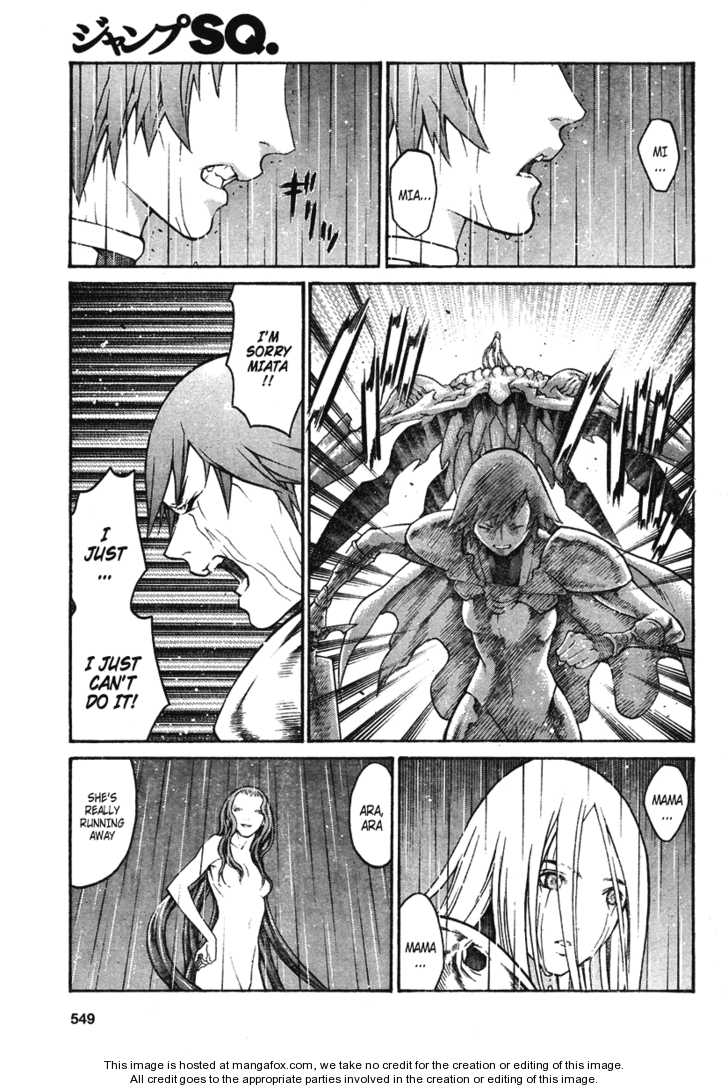 ジャンプSQ.
MI
...
MIA...
ギリッ
I'M
SORRY
MIATA
!!
I
JUST
...
I JUST
CAN'T
DO IT!
MAMA
...
MAMA
...
ARA,
ARA
SHE'S
REALLY
RUNNING
AWAY
549
This image is hosted at mangafox.com, we take no credit for the creation or editing of this image.
All credit goes to the appropriate parties involved in the creation or editing of this image.